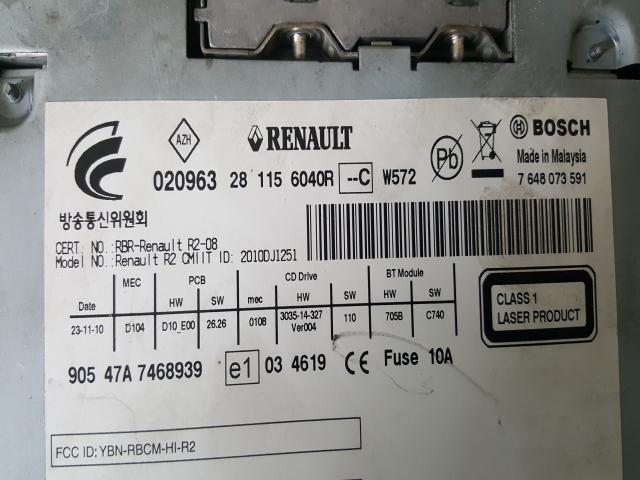 AZH RENAULT Pb BOSCH
Made in Malaysia
020963 28 115 6040R --C W572 7 648 073 591
방송통신위원회
CERT. NO.:RBR-Renault R2-08
Model NO.:Renault R2 CMIIT ID: 2010DJ1251
MEC PCB CD Drive BT Module
Date HW SW mec HW SW HW SW
23-11-10 D104 D10_E00 26.26 0108 3035-14-327 Ver004 110 705B C740
CLASS 1
LASER PRODUCT
905 47A 7468939 e1 03 4619 CE Fuse 10A
FCC ID: YBN-RBCM-HI-R2